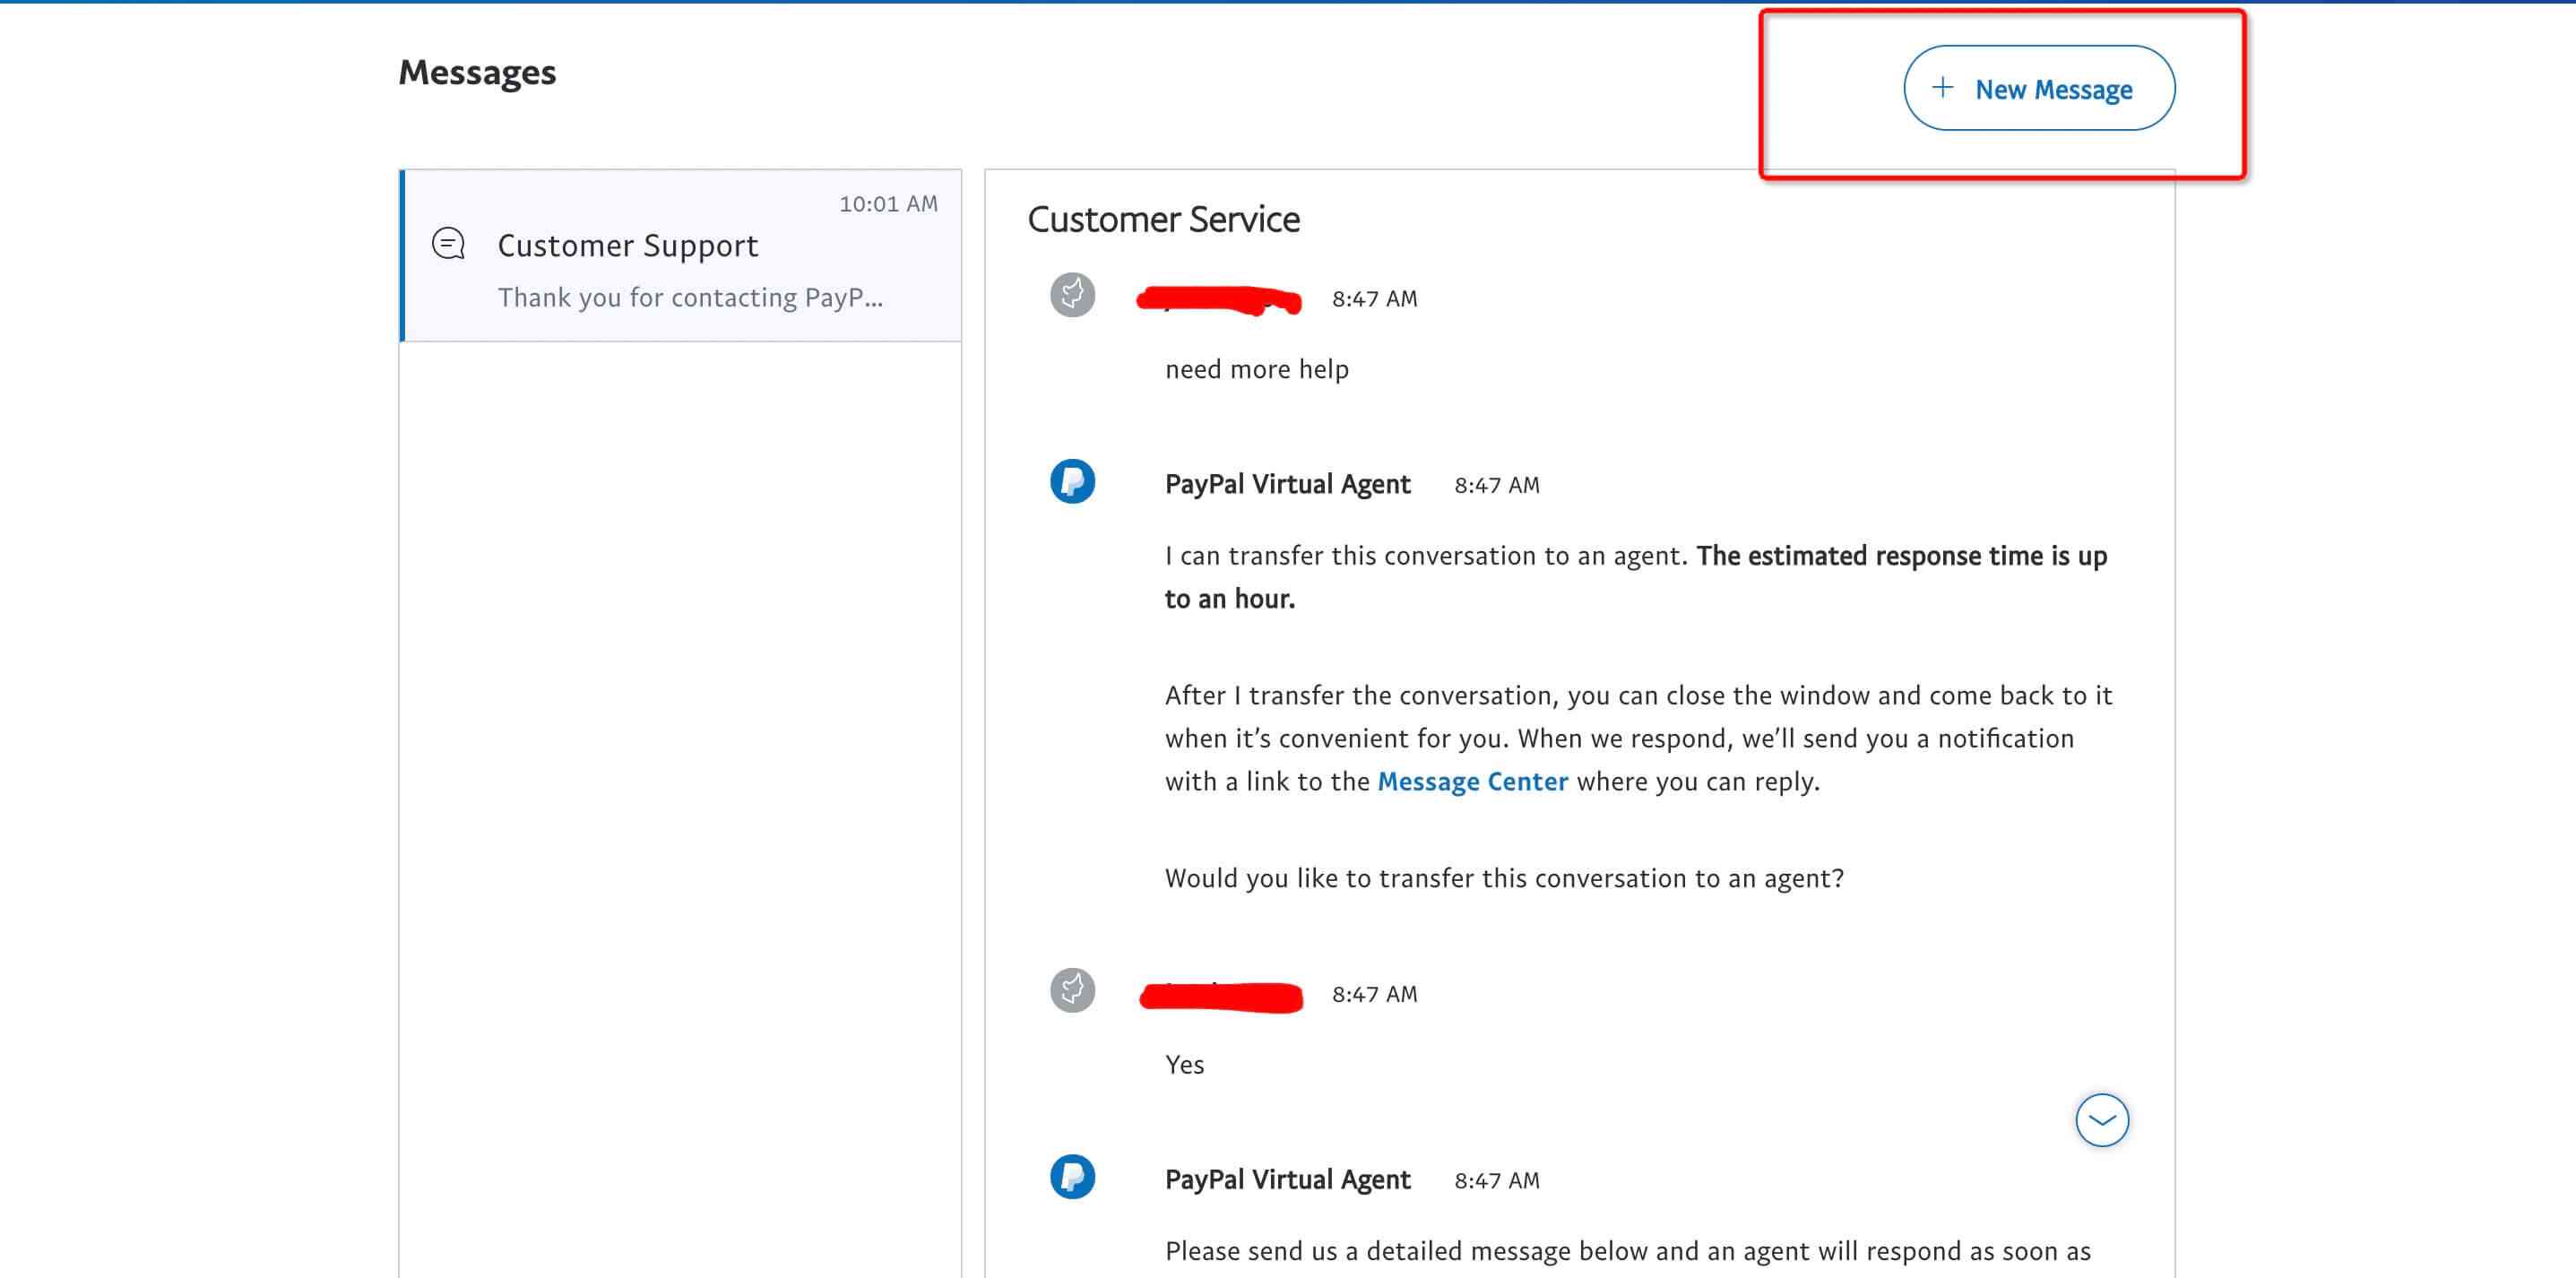 Messages
+ New Message
10:01 AM
Customer Support
Thank you for contacting PayP...
Customer Service
8:47 AM
need more help
PayPal Virtual Agent 8:47 AM
I can transfer this conversation to an agent. The estimated response time is up
to an hour.
After I transfer the conversation, you can close the window and come back to it
when it’s convenient for you. When we respond, we’ll send you a notification
with a link to the Message Center where you can reply.
Would you like to transfer this conversation to an agent?
8:47 AM
Yes
PayPal Virtual Agent 8:47 AM
Please send us a detailed message below and an agent will respond as soon as